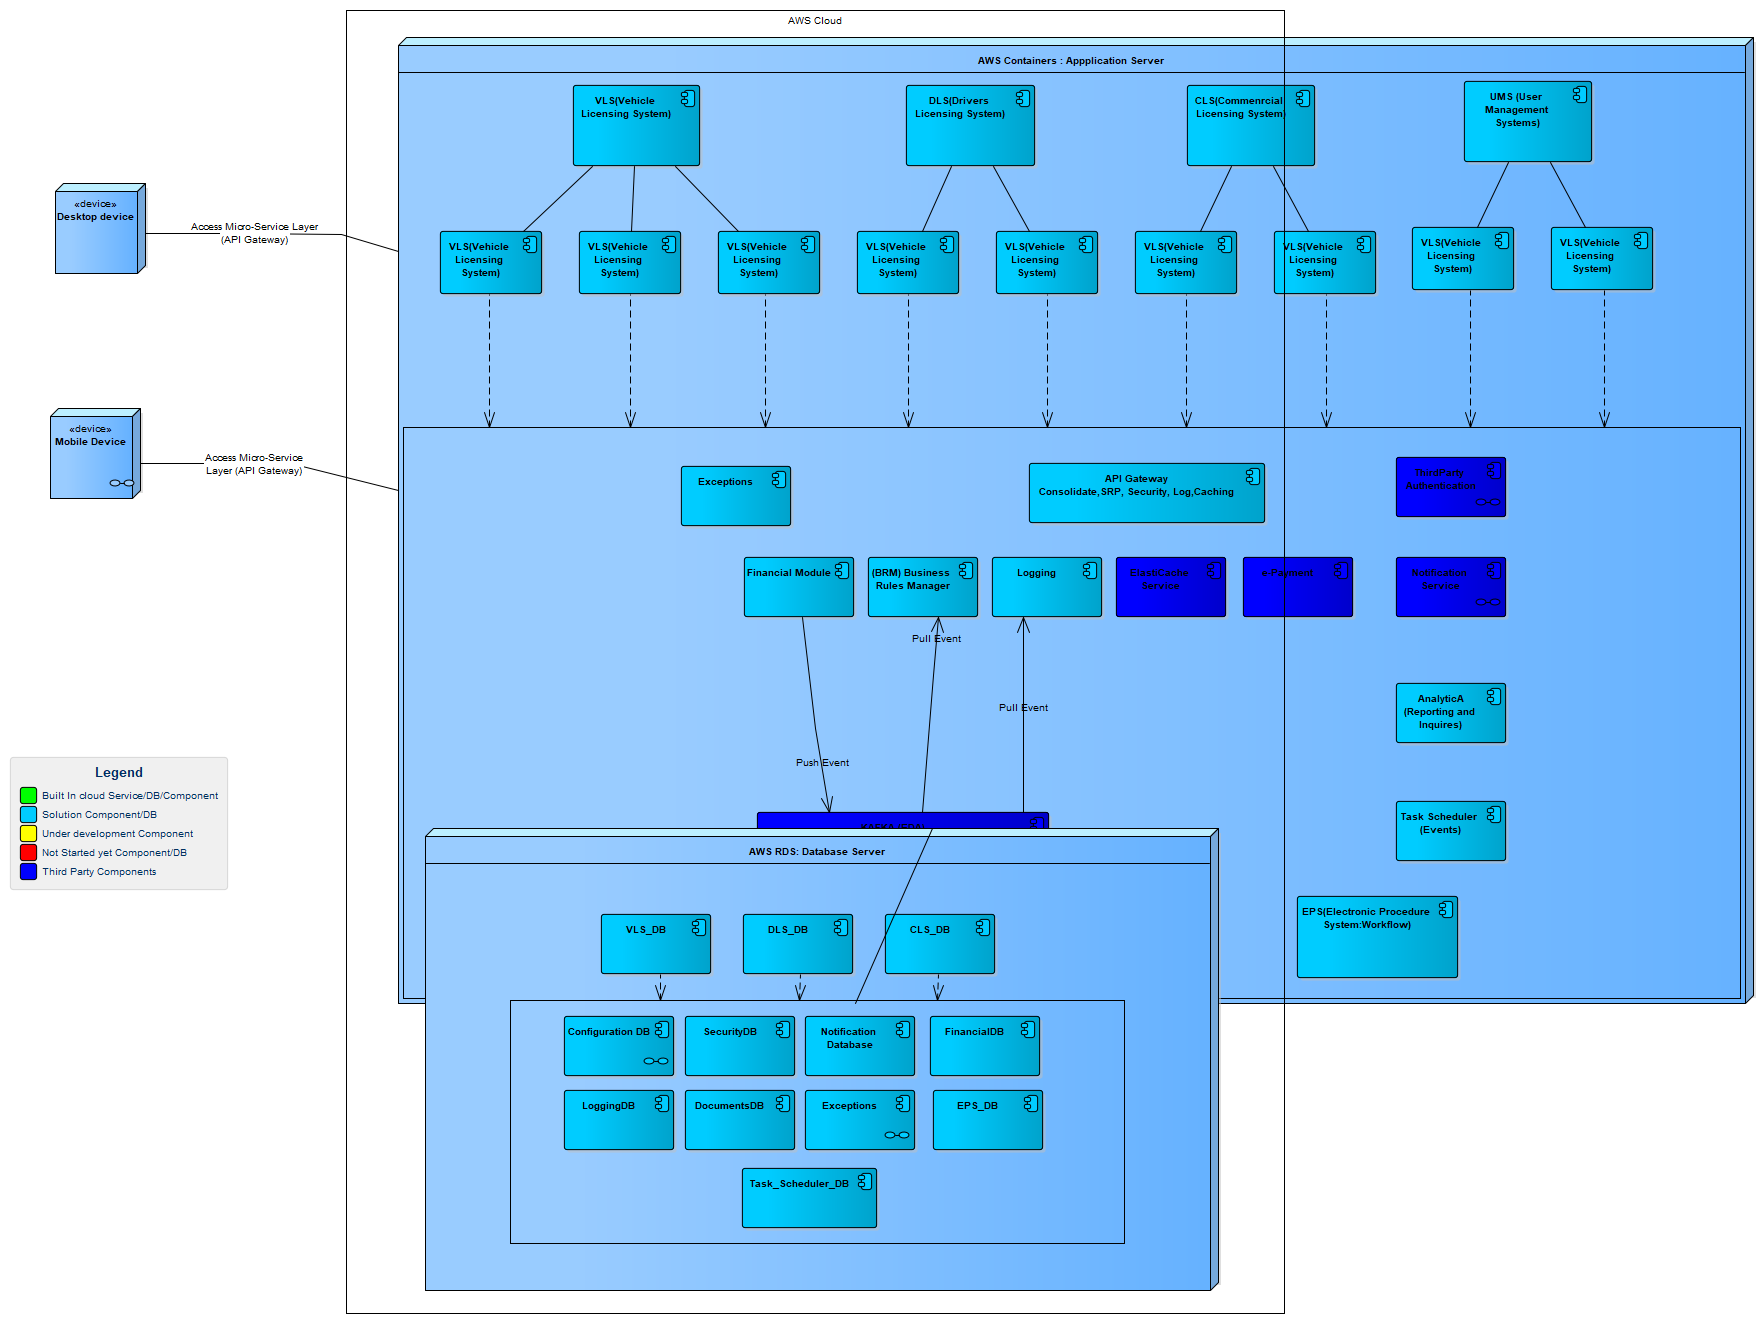 AWS Cloud
AWS Containers : Appplication Server
VLS(Vehicle
Licensing System)
DLS(Drivers
Licensing System)
CLS(Commenrcial
Licensing System)
UMS (User
Management
Systems)
«device»
Desktop device
Access Micro-Service Layer
(API Gateway)
VLS(Vehicle
Licensing
System)
VLS(Vehicle
Licensing
System)
VLS(Vehicle
Licensing
System)
VLS(Vehicle
Licensing
System)
VLS(Vehicle
Licensing
System)
VLS(Vehicle
Licensing
System)
VLS(Vehicle
Licensing
System)
VLS(Vehicle
Licensing
System)
VLS(Vehicle
Licensing
System)
«device»
Mobile Device
Access Micro-Service
Layer (API Gateway)
Exceptions
API Gateway
Consolidate,SRP, Security, Log,Caching
ThirdParty
Authentication
Financial Module
(BRM) Business
Rules Manager
Logging
ElastiCache
Service
e-Payment
Notification
Service
Pull Event
Pull Event
Push Event
AnalyticA
(Reporting and
Inquires)
Task Scheduler
(Events)
KAFKA (EDA)
EPS(Electronic Procedure
System:Workflow)
AWS RDS: Database Server
VLS_DB
DLS_DB
CLS_DB
Configuration DB
SecurityDB
Notification
Database
FinancialDB
LoggingDB
DocumentsDB
Exceptions
EPS_DB
Task_Scheduler_DB
Legend
Built In cloud Service/DB/Component
Solution Component/DB
Under development Component
Not Started yet Component/DB
Third Party Components